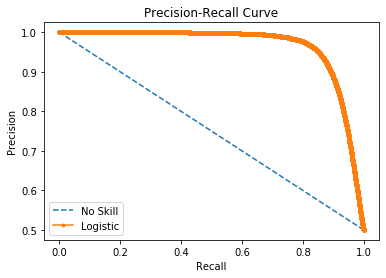 Precision-Recall Curve
1.0
0.9
0.8
0.7
0.6
0.5
Precision
No Skill
Logistic
0.0 0.2 0.4 0.6 0.8 1.0
Recall